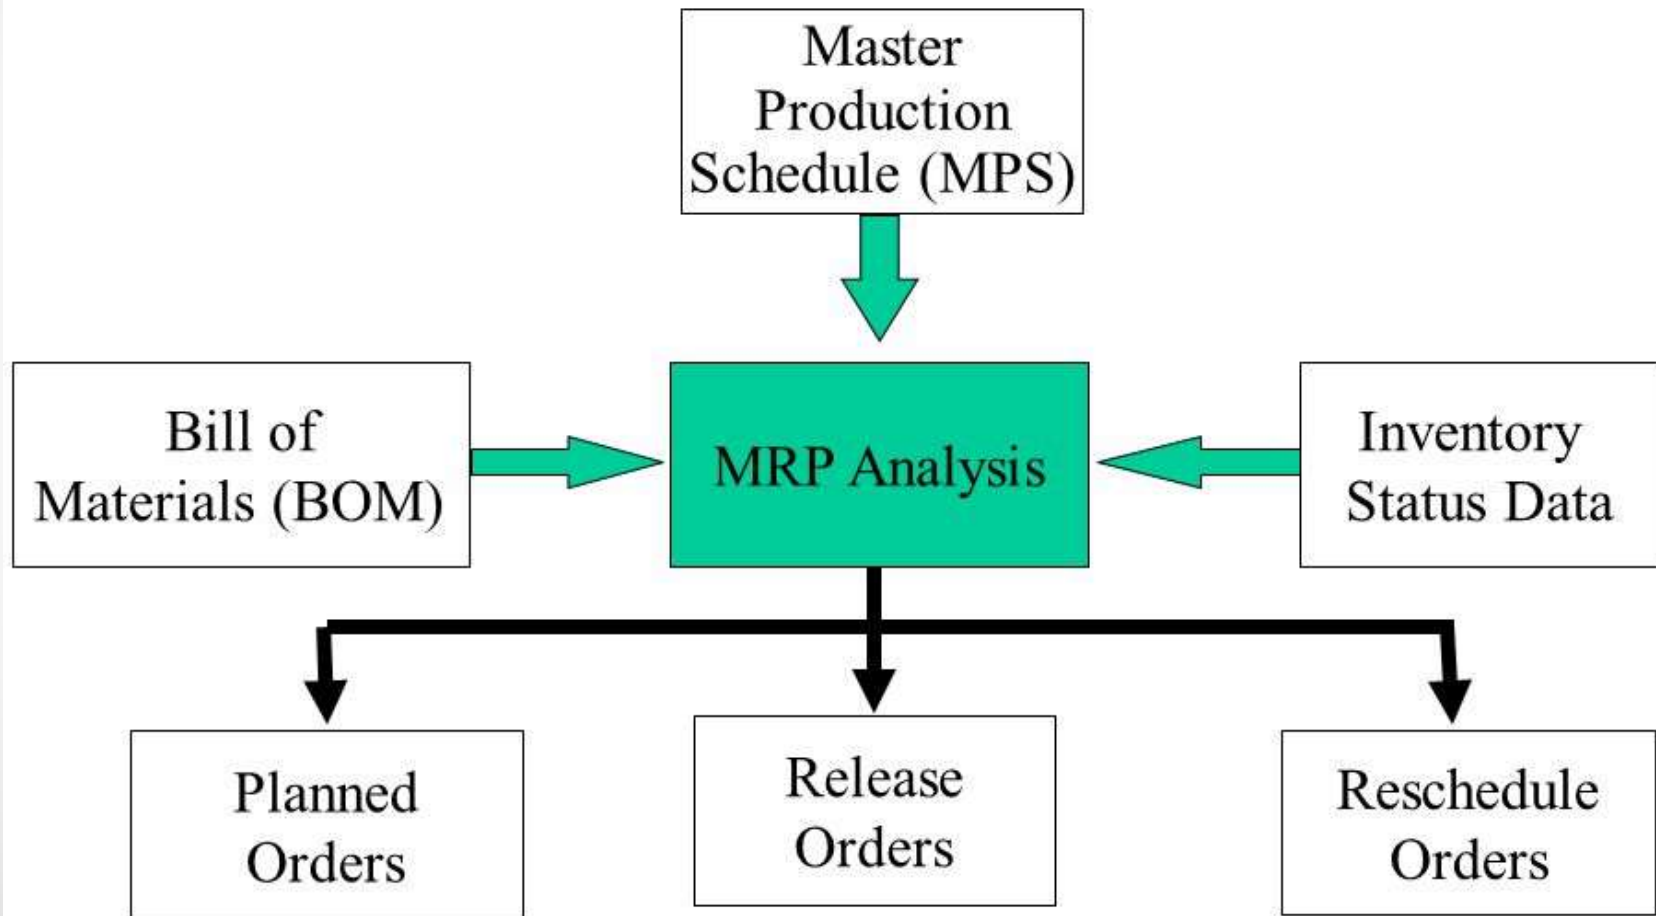 Master
Production
Schedule (MPS)
Bill of
Materials (BOM)
MRP Analysis
Inventory
Status Data
Planned
Orders
Release
Orders
Reschedule
Orders